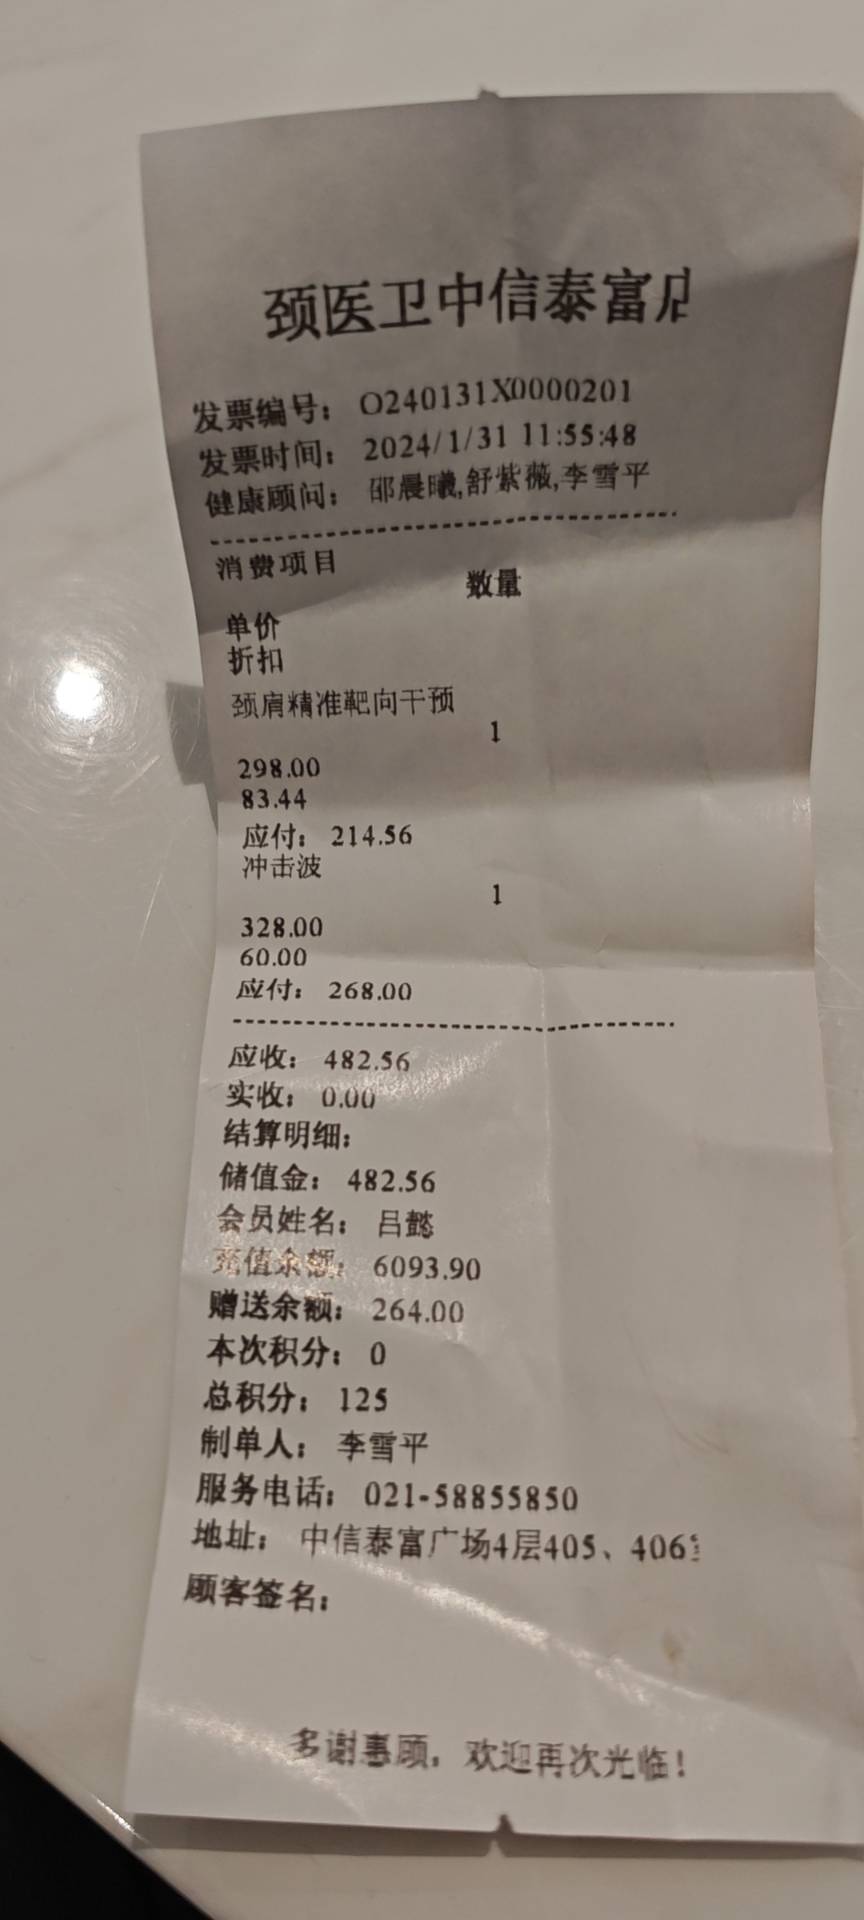 颈医卫中信泰富店
发票编号： O240131X0000201
发票时间： 2024/1/31 11:55:48
健康顾问： 邵晨曦,舒紫薇,李雪平
消费项目
数量
单价
折扣
颈肩精准靶向干预
1
298.00
83.44
应付： 214.56
冲击波
1
328.00
60.00
应付： 268.00
应收： 482.56
实收： 0.00
结算明细：
储值金： 482.56
会员姓名： 吕懿
充值余额： 6093.90
赠送余额： 264.00
本次积分： 0
总积分： 125
制单人： 李雪平
服务电话： 021-58855850
地址： 中信泰富广场4层405、406
顾客签名：
多谢惠顾，欢迎再次光临！